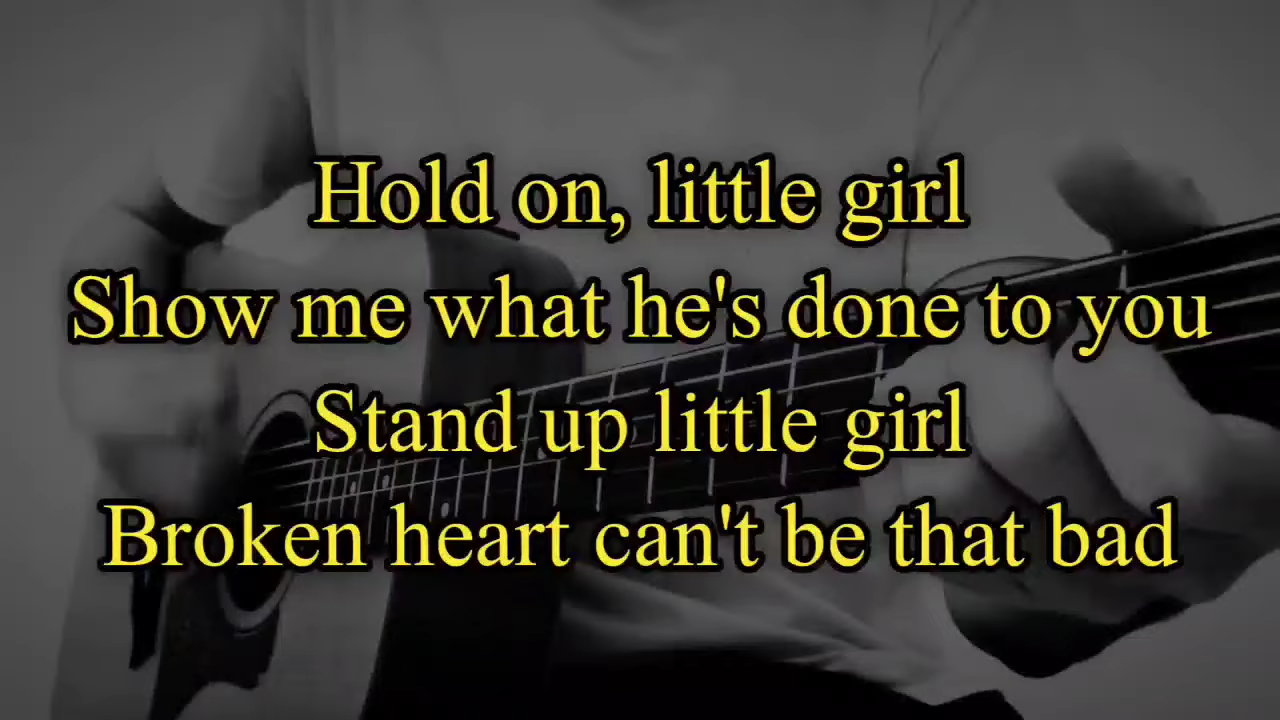 Hold on, little girl
Show me what he's done to you
Stand up little girl
Broken heart can't be that bad